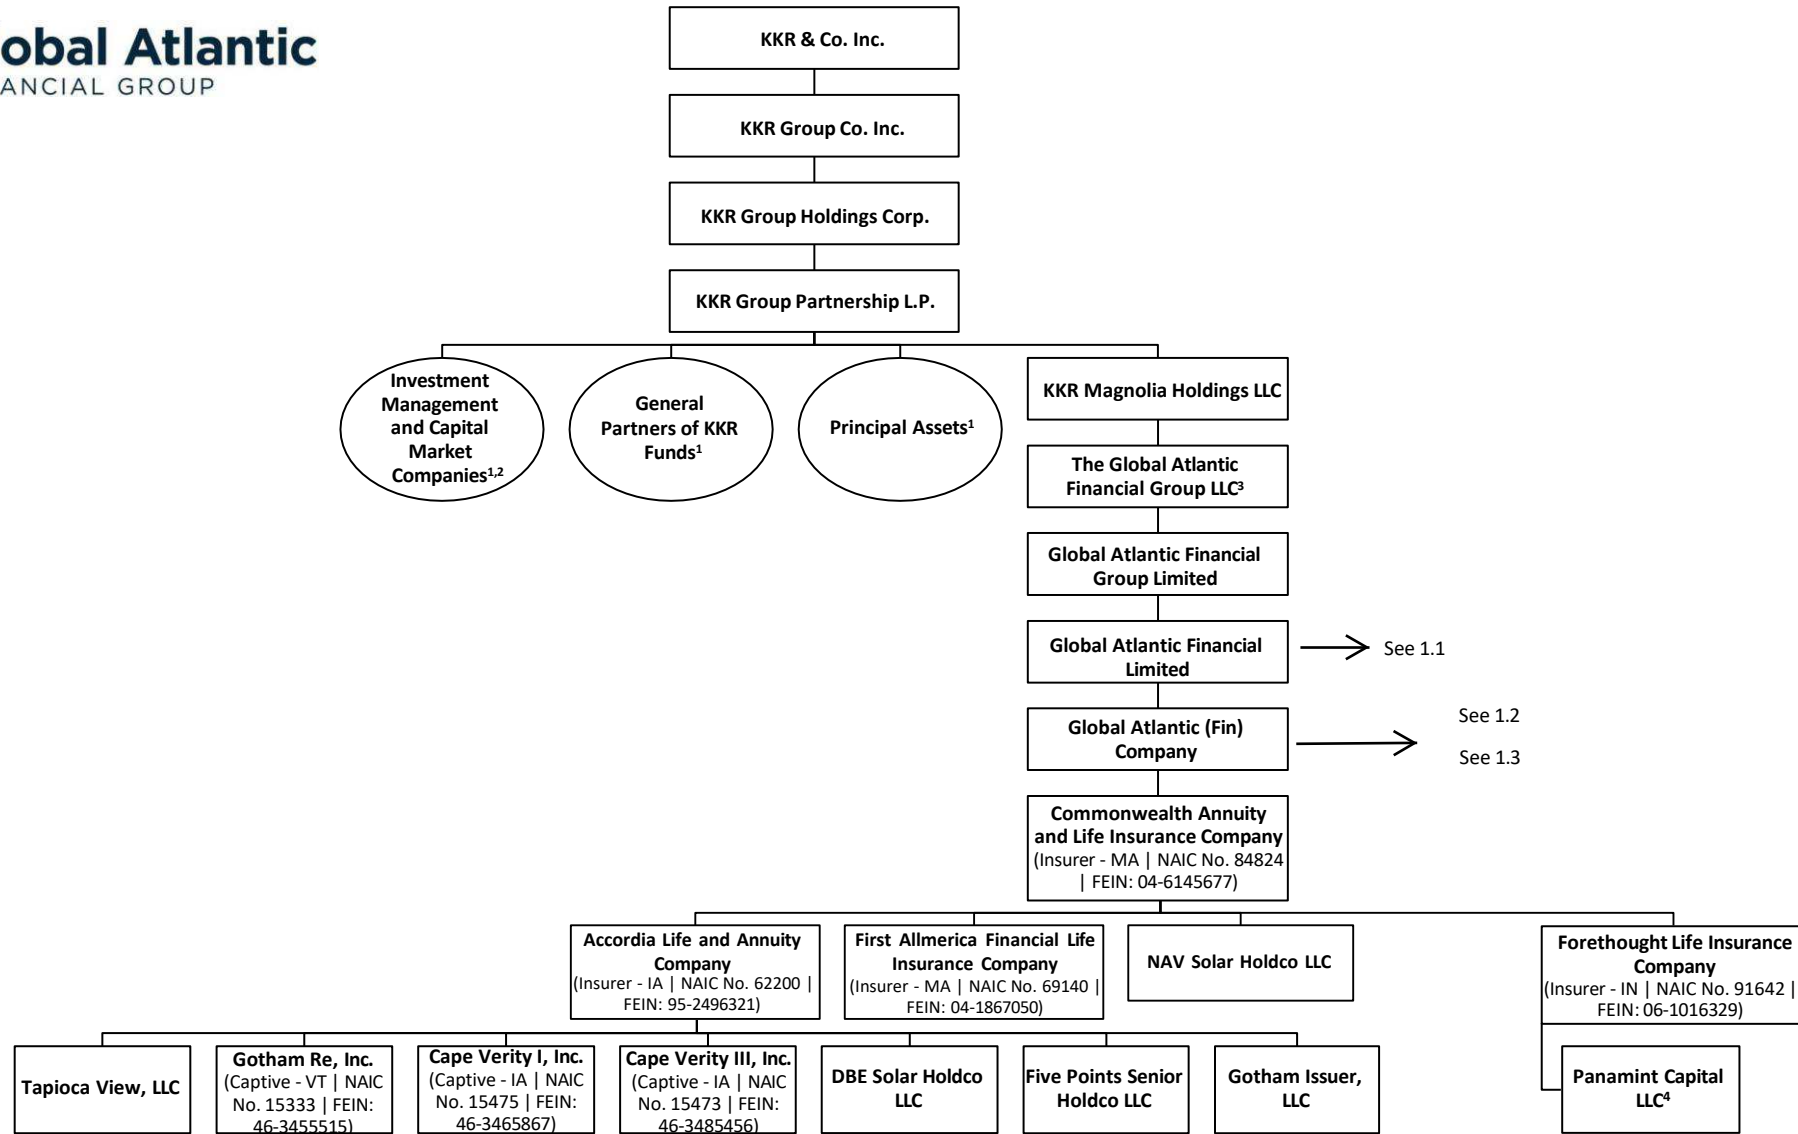 obal Atlantic
ANCIAL GROUP
KKR & Co. Inc.
KKR Group Co. Inc.
KKR Group Holdings Corp.
KKR Group Partnership L.P.
Investment
Management
and Capital
Market
Companies1,2
General
Partners of KKR
Funds1
Principal Assets1
KKR Magnolia Holdings LLC
The Global Atlantic
Financial Group LLC3
Global Atlantic Financial
Group Limited
Global Atlantic Financial
Limited
See 1.1
Global Atlantic (Fin)
Company
See 1.2
See 1.3
Commonwealth Annuity
and Life Insurance Company
(Insurer - MA | NAIC No. 84824
| FEIN: 04-6145677)
Accordia Life and Annuity
Company
(Insurer - IA | NAIC No. 62200 |
FEIN: 95-2496321)
First Allmerica Financial Life
Insurance Company
(Insurer - MA | NAIC No. 69140 |
FEIN: 04-1867050)
NAV Solar Holdco LLC
Forethought Life Insurance
Company
(Insurer - IN | NAIC No. 91642 |
FEIN: 06-1016329)
Tapioca View, LLC
Gotham Re, Inc.
(Captive - VT | NAIC
No. 15333 | FEIN:
46-3455515)
Cape Verity I, Inc.
(Captive - IA | NAIC
No. 15475 | FEIN:
46-3465867)
Cape Verity III, Inc.
(Captive - IA | NAIC
No. 15473 | FEIN:
46-3485456)
DBE Solar Holdco
LLC
Five Points Senior
Holdco LLC
Gotham Issuer,
LLC
Panamint Capital
LLC4